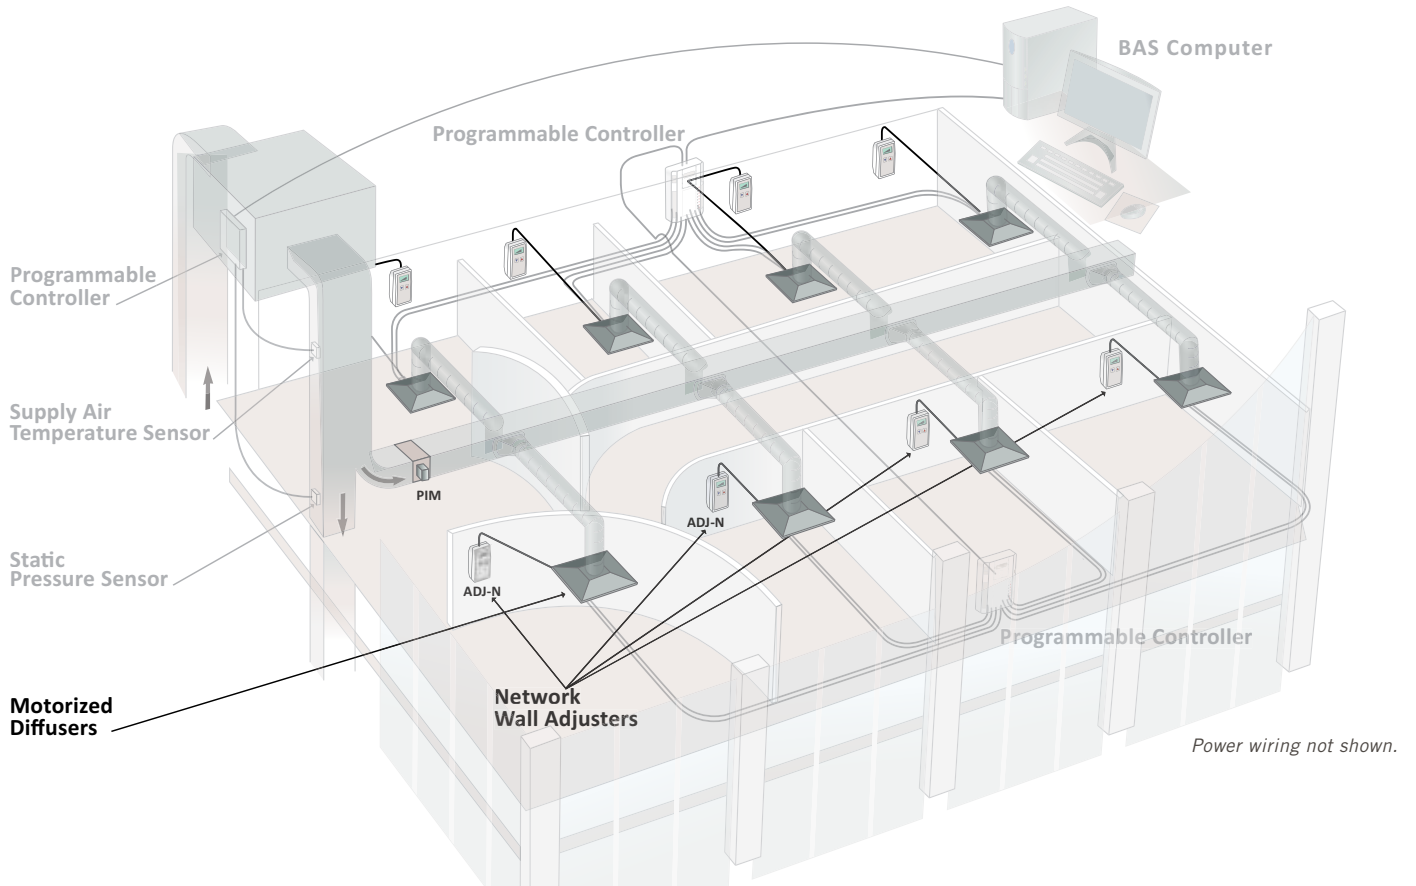 BAS Computer
Programmable Controller
Programmable
Controller
Supply Air
Temperature Sensor
PIM
ADJ-N
Static
Pressure Sensor
ADJ-N
Programmable Controller
Network
Wall Adjusters
Motorized
Diffusers
Power wiring not shown.